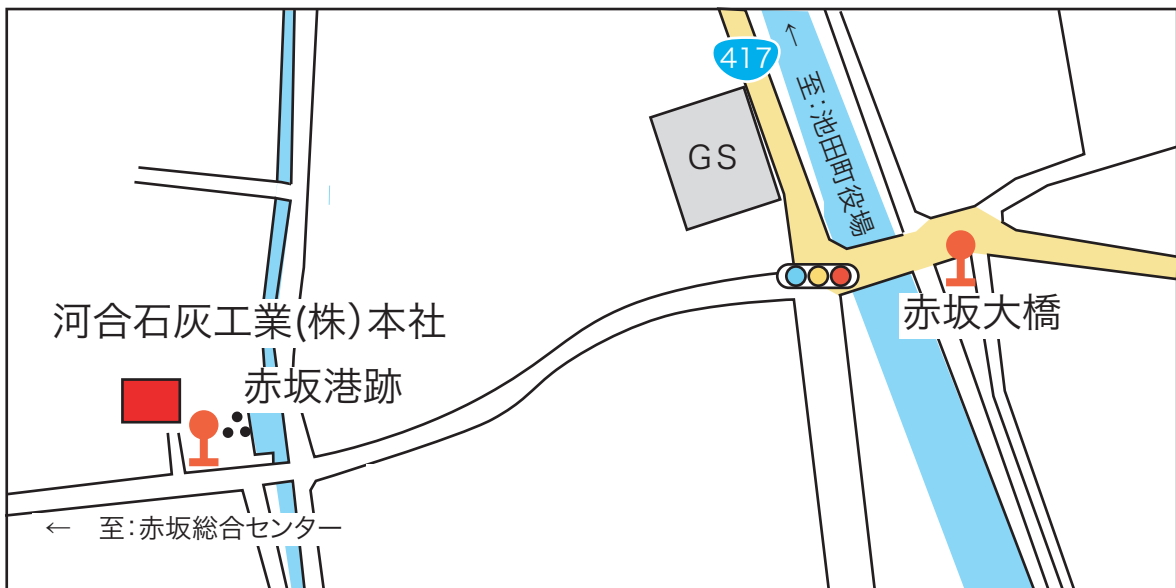 417
← 至：池田町役場
GS
赤坂大橋
河合石灰工業(株)本社
赤坂港跡
← 至：赤坂総合センター